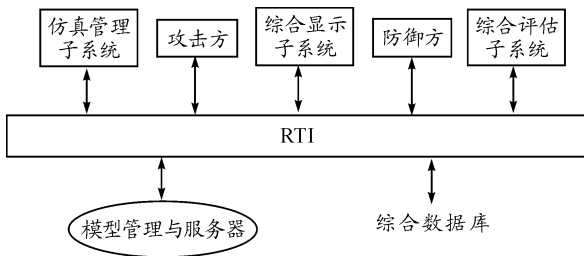 仿真管理
子系统
攻击方
综合显示
子系统
防御方
综合评估
子系统
RTI
模型管理与服务器
综合数据库